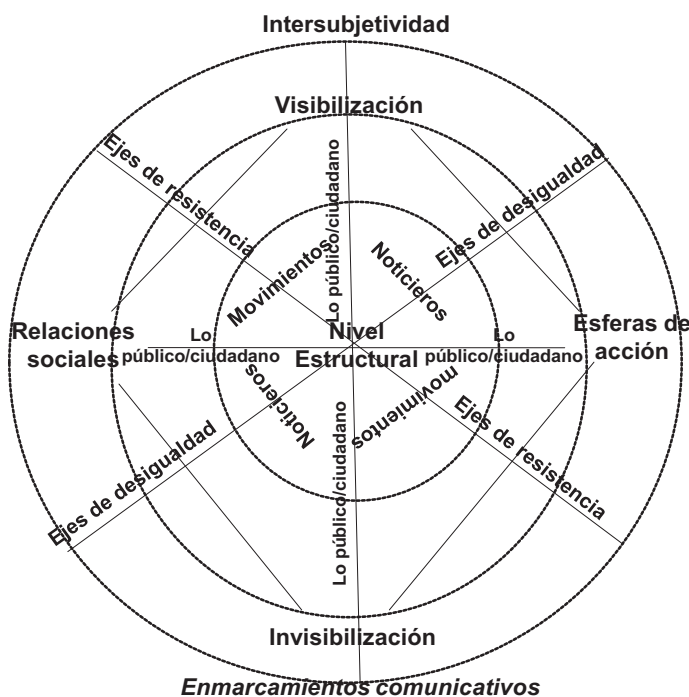 Intersubjetividad
Visibilización
Ejes de resistencia
Ejes de desigualdad
Lo público/ciudadano
Movimientos
Noticieros
Relaciones
sociales
Lo
público/ciudadano
Nivel
Estructural
Lo
público/ciudadano
Esferas de
acción
Noticieros
movimientos
Ejes de desigualdad
Lo público/ciudadano
Ejes de resistencia
Invisibilización
Enmarcamientos comunicativos